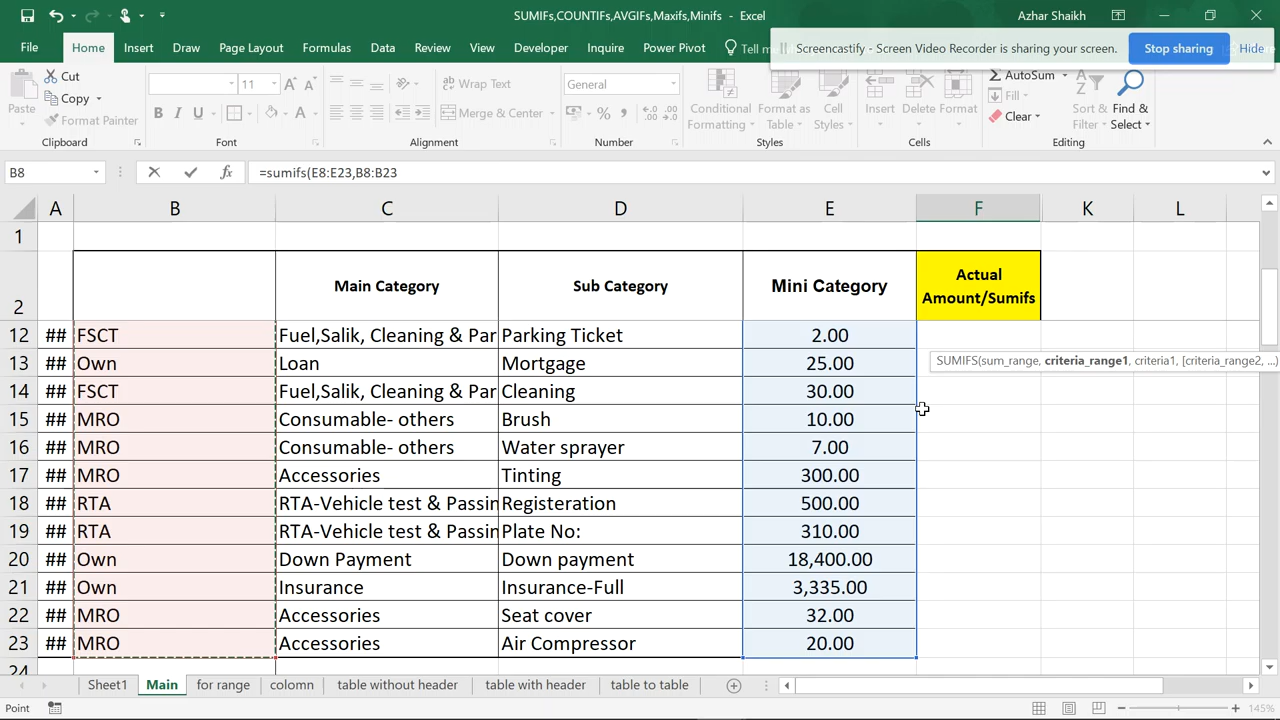 SUMIFs,COUNTIFs,AVGIFs,Maxifs,Minifs - Excel
Azhar Shaikh
File Home Insert Draw Page Layout Formulas Data Review View Developer Inquire Power Pivot Tell me
Screencastify - Screen Video Recorder is sharing your screen. Stop sharing Hide
Paste
Cut
Copy
Format Painter
Clipboard
11
B I U
Font
Wrap Text
Merge & Center
Alignment
General
Number
Conditional Formatting
Format as Table
Cell Styles
Styles
Insert Delete Format
Cells
AutoSum
Fill
Clear
Sort & Filter
Find & Select
Editing
B8 =sumifs(E8:E23,B8:B23
A B C D E F K L
1
2 Main Category Sub Category Mini Category Actual Amount/Sumifs
12 ## FSCT Fuel,Salik, Cleaning & Par Parking Ticket 2.00
SUMIFS(sum_range, criteria_range1, criteria1, [criteria_range2, ...)
13 ## Own Loan Mortgage 25.00
14 ## FSCT Fuel,Salik, Cleaning & Par Cleaning 30.00
15 ## MRO Consumable- others Brush 10.00
16 ## MRO Consumable- others Water sprayer 7.00
17 ## MRO Accessories Tinting 300.00
18 ## RTA RTA-Vehicle test & Passin Registeration 500.00
19 ## RTA RTA-Vehicle test & Passin Plate No: 310.00
20 ## Own Down Payment Down payment 18,400.00
21 ## Own Insurance Insurance-Full 3,335.00
22 ## MRO Accessories Seat cover 32.00
23 ## MRO Accessories Air Compressor 20.00
24
Sheet1 Main for range colomn table without header table with header table to table
Point 145%